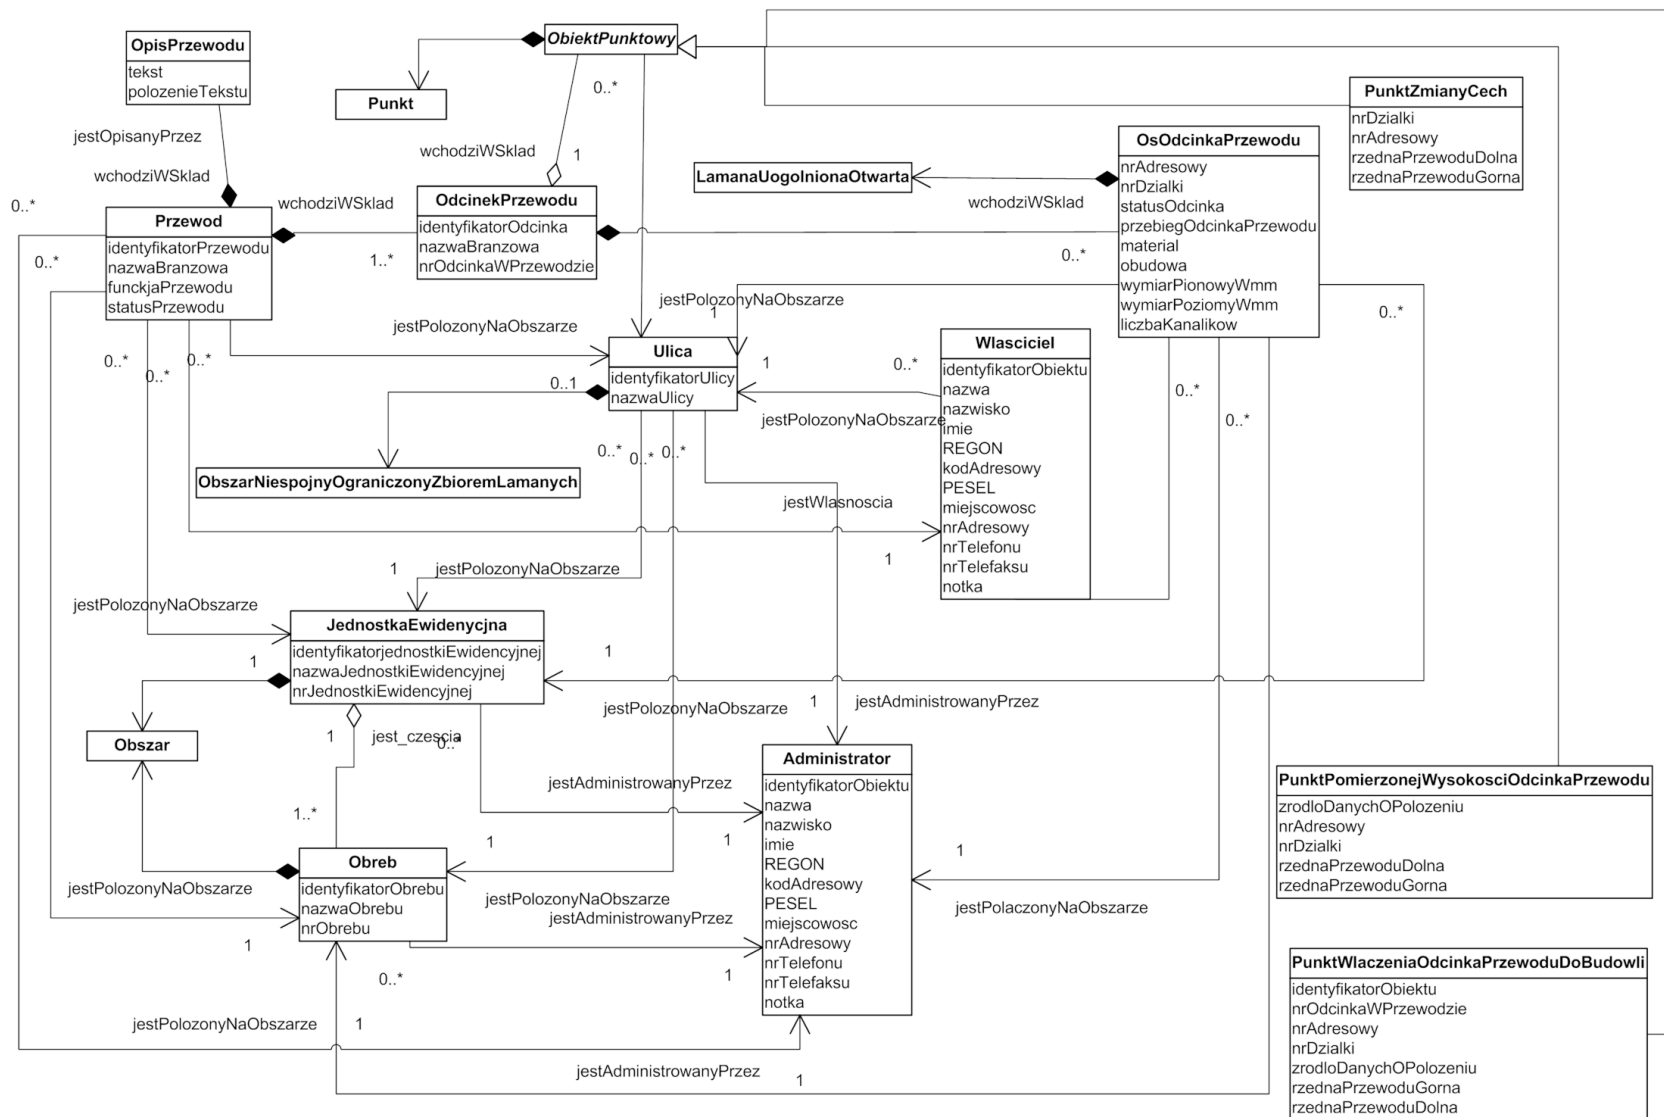 OpisPrzewodu
tekst
polozenieTekstu
jestOpisanyPrzez
wchodziWSklad
ObiektPunktowy
0..*
Punkt
wchodziWSklad
1
PunktZmianyCech
nrDzialki
nrAdresowy
rzednaPrzewoduDolna
rzednaPrzewoduGorna
OsOdcinkaPrzewodu
nrAdresowy
nrDzialki
statusOdcinka
przebiegOdcinkaPrzewodu
material
obudowa
wymiarPionowyWmm
wymiarPoziomyWmm
liczbaKanalikow
LamanaUogolnionaOtwarta
wchodziWSklad
0..*
OdcinekPrzewodu
identyfikatorOdcinka
nazwaBranzowa
nrOdcinkaWPrzewodzie
wchodziWSklad
1..*
0..*
0..*
Przewod
identyfikatorPrzewodu
nazwaBranzowa
funckjaPrzewodu
statusPrzewodu
0..*
0..*
0..*
jestPolozonyNaObszarze
jestPolozonyNaObszarze
1
0..*
Ulica
identyfikatorUlicy
nazwaUlicy
0..1
1
0..*
jestPolozonyNaObszarze
Wlasciciel
identyfikatorObiektu
nazwa
nazwisko
imie
REGON
kodAdresowy
PESEL
miejscowosc
nrAdresowy
nrTelefonu
nrTelefaksu
notka
0..*
0..*
0..*
0..*
0..*
ObszarNiespojnyOgraniczonyZbioremLamanych
jestWlasnoscia
1
1
jestPolozonyNaObszarze
jestPolozonyNaObszarze
JednostkaEwidenycjna
identyfikatorjednostkiEwidencyjnej
nazwaJednostkiEwidencyjnej
nrJednostkiEwidencyjnej
1
1
jestPolozonyNaObszarze
1
jestAdministrowanyPrzez
Obszar
1
jest_czescia
0..*
1..*
jestAdministrowanyPrzez
1
1
Administrator
identyfikatorObiektu
nazwa
nazwisko
imie
REGON
kodAdresowy
PESEL
miejscowosc
nrAdresowy
nrTelefonu
nrTelefaksu
notka
1
jestPolaczonyNaObszarze
PunktPomierzonejWysokosciOdcinkaPrzewodu
zrodloDanychOPolozeniu
nrAdresowy
nrDzialki
rzednaPrzewoduDolna
rzednaPrzewoduGorna
Obreb
identyfikatorObrebu
nazwaObrebu
nrObrebu
jestPolozonyNaObszarze
1
jestPolozonyNaObszarze
jestAdministrowanyPrzez
0..*
1
jestPolozonyNaObszarze
1
jestAdministrowanyPrzez
1
PunktWlaczeniaOdcinkaPrzewoduDoBudowli
identyfikatorObiektu
nrOdcinkaWPrzewodzie
nrAdresowy
nrDzialki
zrodloDanychOPolozeniu
rzednaPrzewoduGorna
rzednaPrzewoduDolna